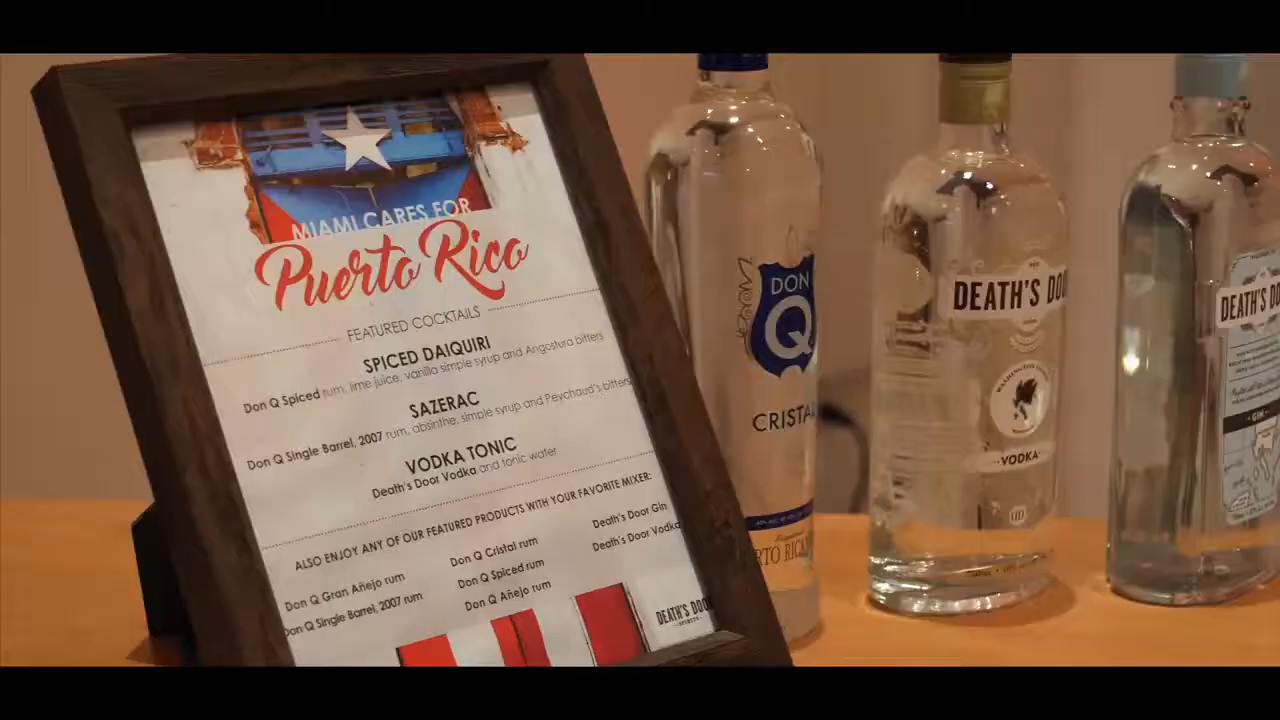 MIAMI CARES FOR
Puerto Rico
FEATURED COCKTAILS
SPICED DAIQUIRI
Don Q Spiced rum, lime juice, vanilla simple syrup and Angostura bitters
SAZERAC
Don Q Single Barrel, 2007 rum, absinthe, simple syrup and Peychaud's bitters
VODKA TONIC
Death's Door Vodka and tonic water
ALSO ENJOY ANY OF OUR FEATURED PRODUCTS WITH YOUR FAVORITE MIXER:
Don Q Gran Añejo rum
Don Q Single Barrel, 2007 rum
Don Q Cristal rum
Don Q Spiced rum
Don Q Añejo rum
Death's Door Gin
Death's Door Vodka
DEATH'S DOOR
SPIRITS
DON
Q
CRISTAL
DEATH'S DOO
VODKA
DEATH'S DO
GIN